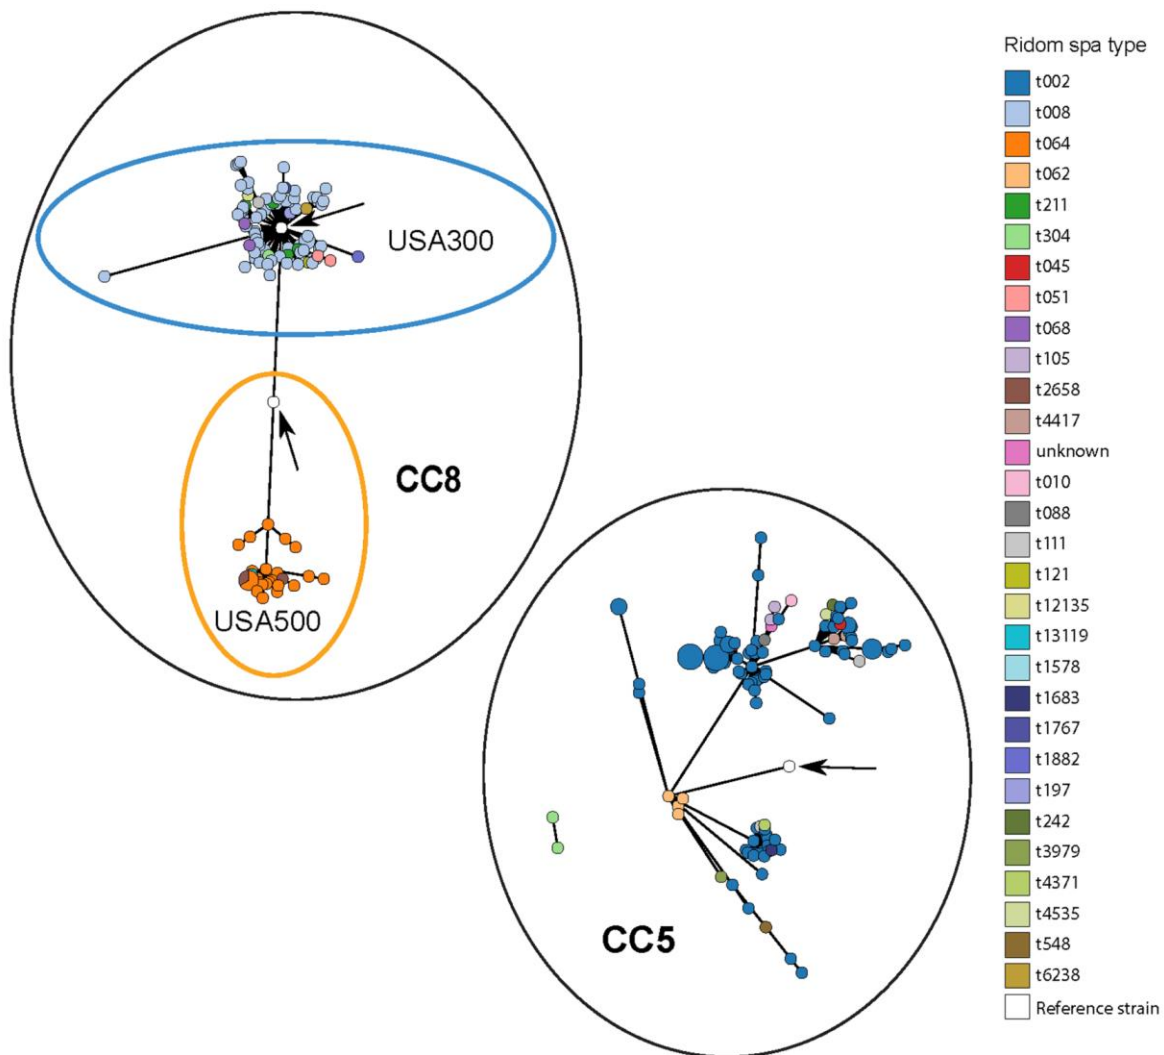 Ridom spa type
t002
t008
t064
t062
t211
t304
t045
t051
t068
t105
t2658
t4417
unknown
t010
t088
t111
t121
t12135
t13119
t1578
t1683
t1767
t1882
t197
t242
t3979
t4371
t4535
t548
t6238
Reference strain
USA300
CC8
USA500
CC5